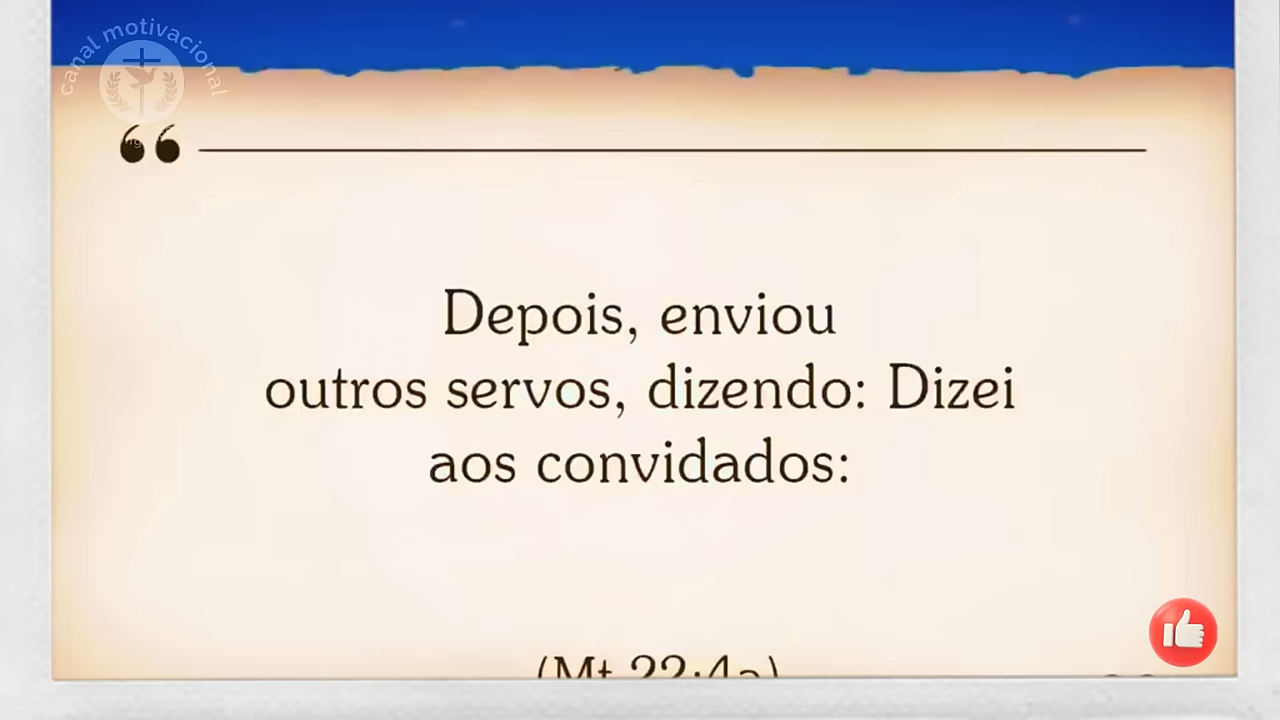 canal motivacional
Depois, enviou
outros servos, dizendo: Dizei
aos convidados:
(Mt 22:4a)